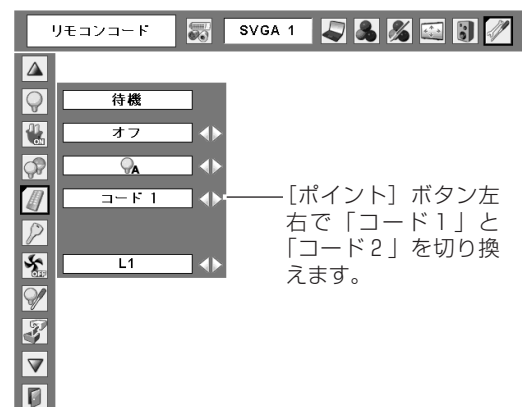 リモコンコード
SVGA 1
待機
オフ
A
コード 1
L1
ON
OFF
［ポイント］ボタン左
右で「コード１」と
「コード２」を切り換
えます。